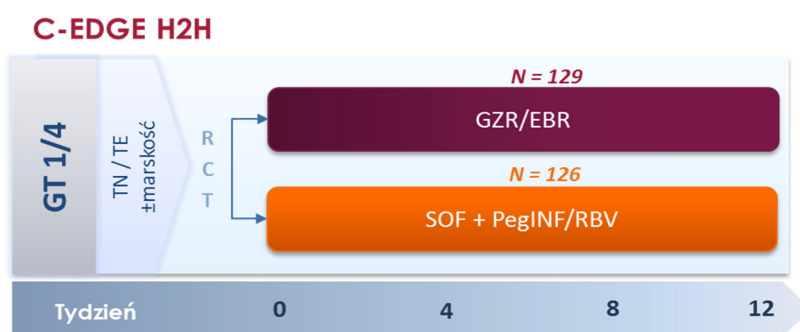 C-EDGE H2H
GT 1/4
TN / TE
±marskość
R
C
T
N = 129
GZR/EBR
N = 126
SOF + PegINF/RBV
Tydzień 0 4 8 12